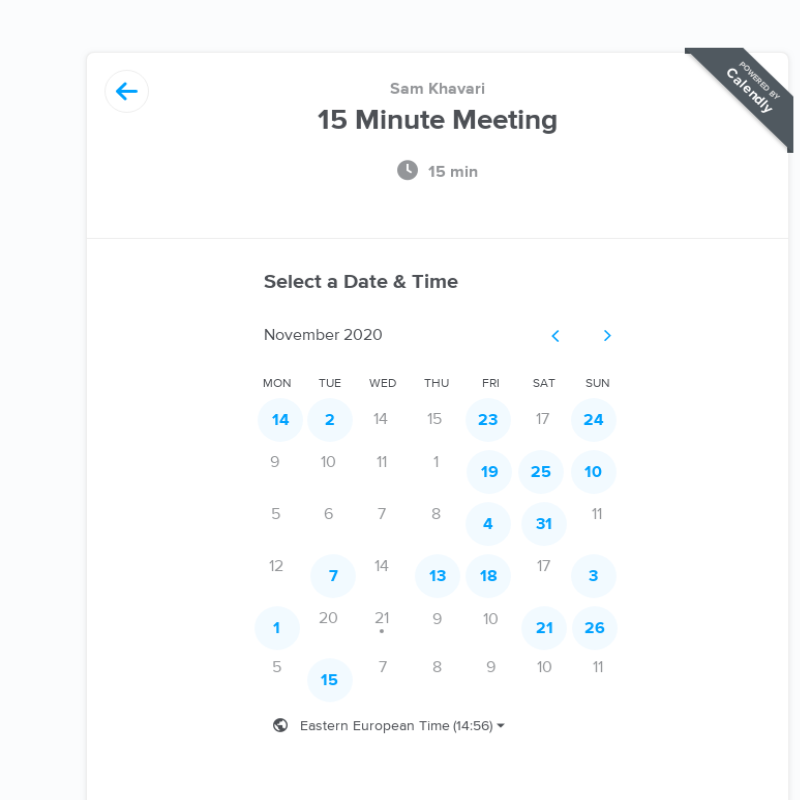 POWERED BY
Calendly
Sam Khavari
15 Minute Meeting
15 min
Select a Date & Time
November 2020
MON TUE WED THU FRI SAT SUN
14 2 14 15 23 17 24
9 10 11 1 19 25 10
5 6 7 8 4 31 11
12 7 14 13 18 17 3
1 20 21 9 10 21 26
5 15 7 8 9 10 11
Eastern European Time (14:56)